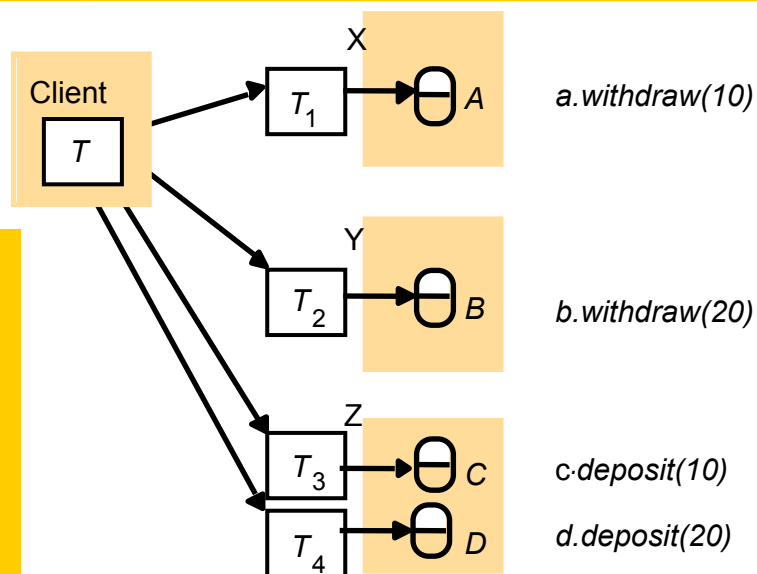 X
Client
T
T1
A
a.withdraw(10)
Y
T2
B
b.withdraw(20)
Z
T3
C
c·deposit(10)
T4
D
d.deposit(20)